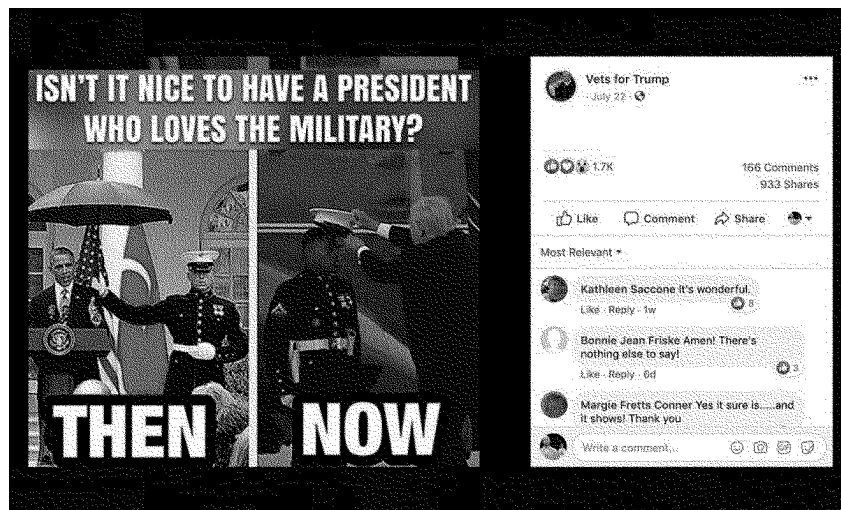 ISN'T IT NICE TO HAVE A PRESIDENT
WHO LOVES THE MILITARY?
THEN
NOW
Vets for Trump
July 22 ·
1.7K
166 Comments
933 Shares
Like
Comment
Share
Most Relevant
Kathleen Saccone It's wonderful.
8
Like · Reply · 1w
Bonnie Jean Friske Amen! There's
nothing else to say!
3
Like · Reply · 6d
Margie Fretts Conner Yes it sure is.....and
it shows! Thank you
Write a comment...
GIF